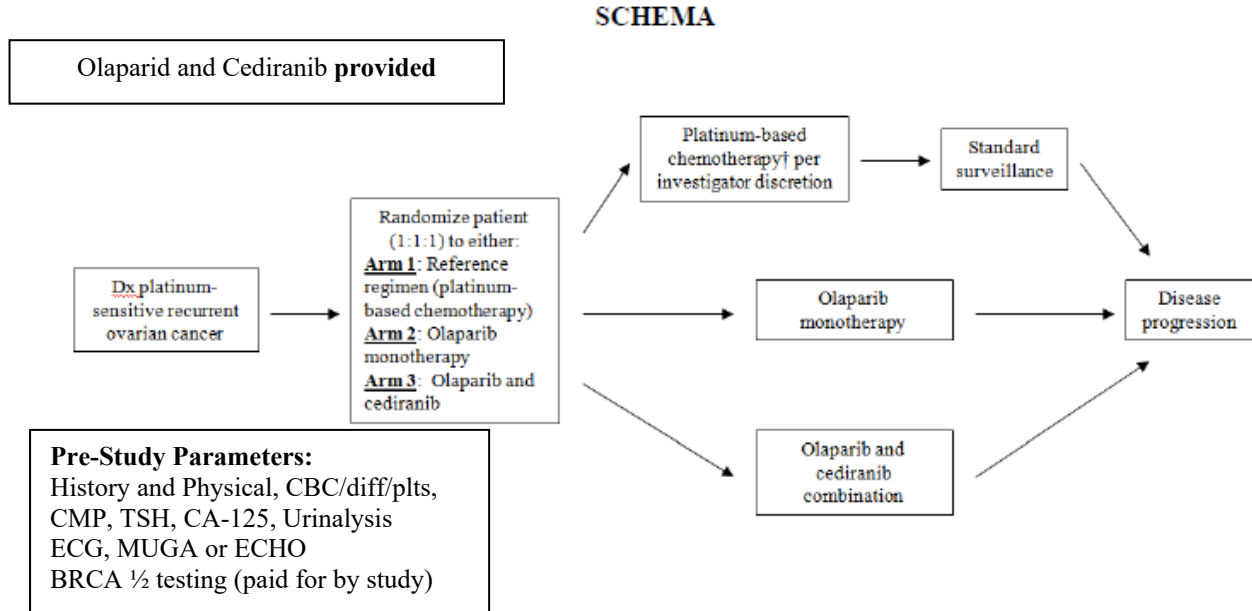 SCHEMA
Olaparid and Cediranib provided
Dx platinum-
sensitive recurrent
ovarian cancer
Randomize patient
(1:1:1) to either:
Arm 1: Reference
regimen (platinum-
based chemotherapy)
Arm 2: Olaparib
monotherapy
Arm 3: Olaparib and
cediranib
Platinum-based
chemotherapy† per
investigator discretion
Standard
surveillance
Olaparib
monotherapy
Olaparib and
cediranib
combination
Disease
progression
Pre-Study Parameters:
History and Physical, CBC/diff/plts,
CMP, TSH, CA-125, Urinalysis
ECG, MUGA or ECHO
BRCA ½ testing (paid for by study)